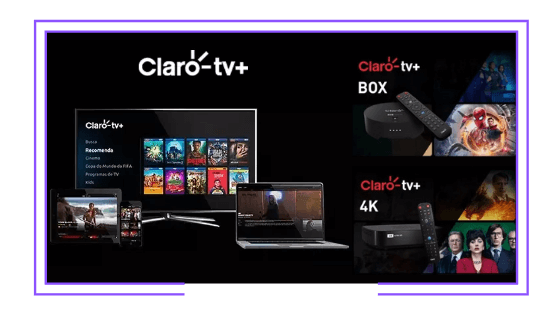 Claro-tv+
Claro-tv+
Busca
Recomenda
Cinema
Copa do Mundo da FIFA
Programas de TV
Kids
Claro-tv+
BOX
Claro-tv+
4K